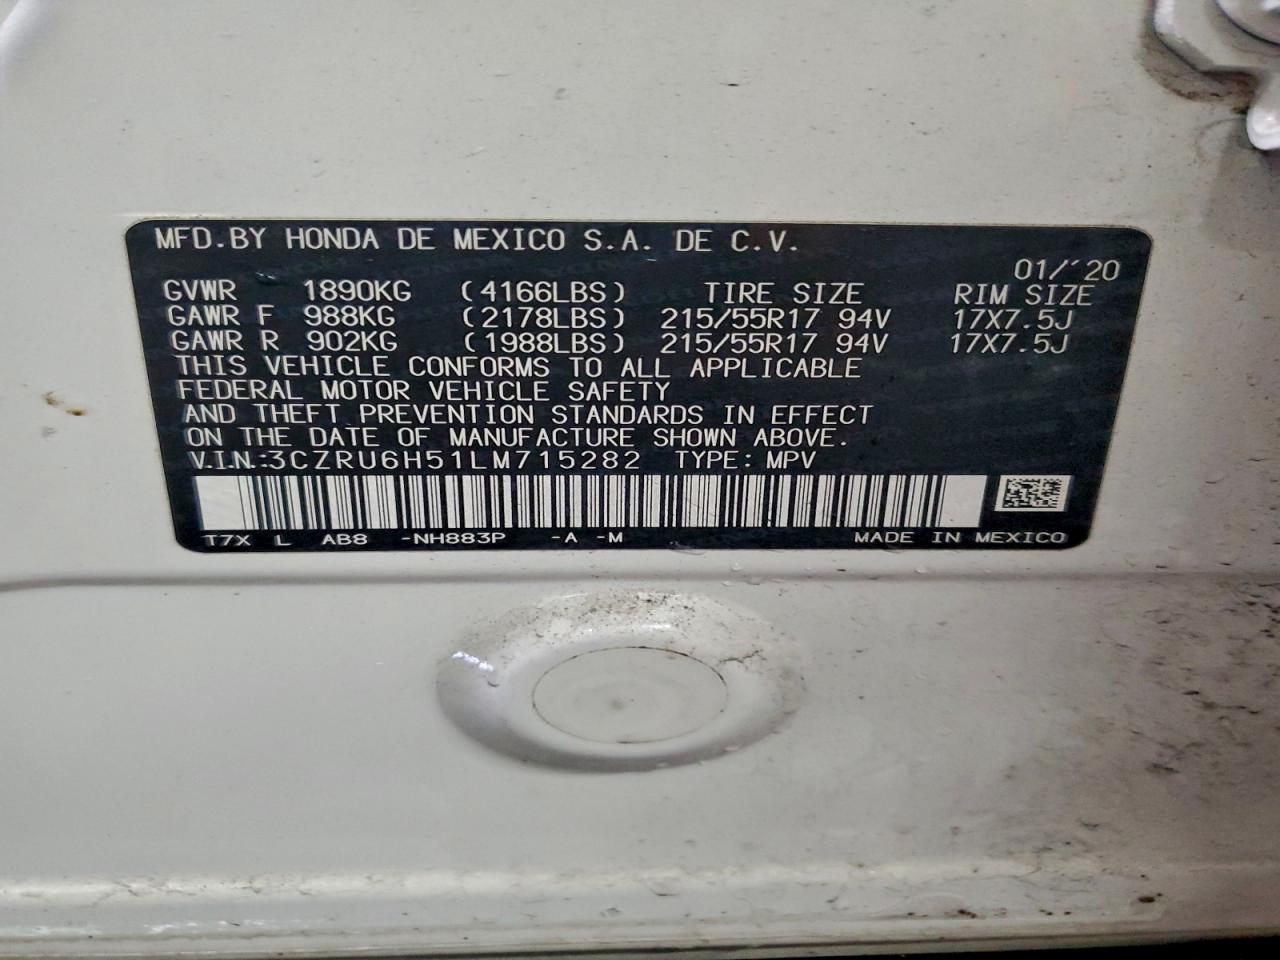 MFD.BY HONDA DE MEXICO S.A. DE C.V.
01/'20
GVWR 1890KG (4166LBS) TIRE SIZE RIM SIZE
GAWR F 988KG (2178LBS) 215/55R17 94V 17X7.5J
GAWR R 902KG (1988LBS) 215/55R17 94V 17X7.5J
THIS VEHICLE CONFORMS TO ALL APPLICABLE
FEDERAL MOTOR VEHICLE SAFETY
AND THEFT PREVENTION STANDARDS IN EFFECT
ON THE DATE OF MANUFACTURE SHOWN ABOVE.
V.I.N.:3CZRU6H51LM715282 TYPE: MPV
T7X L AB8 -NH883P -A -M MADE IN MEXICO